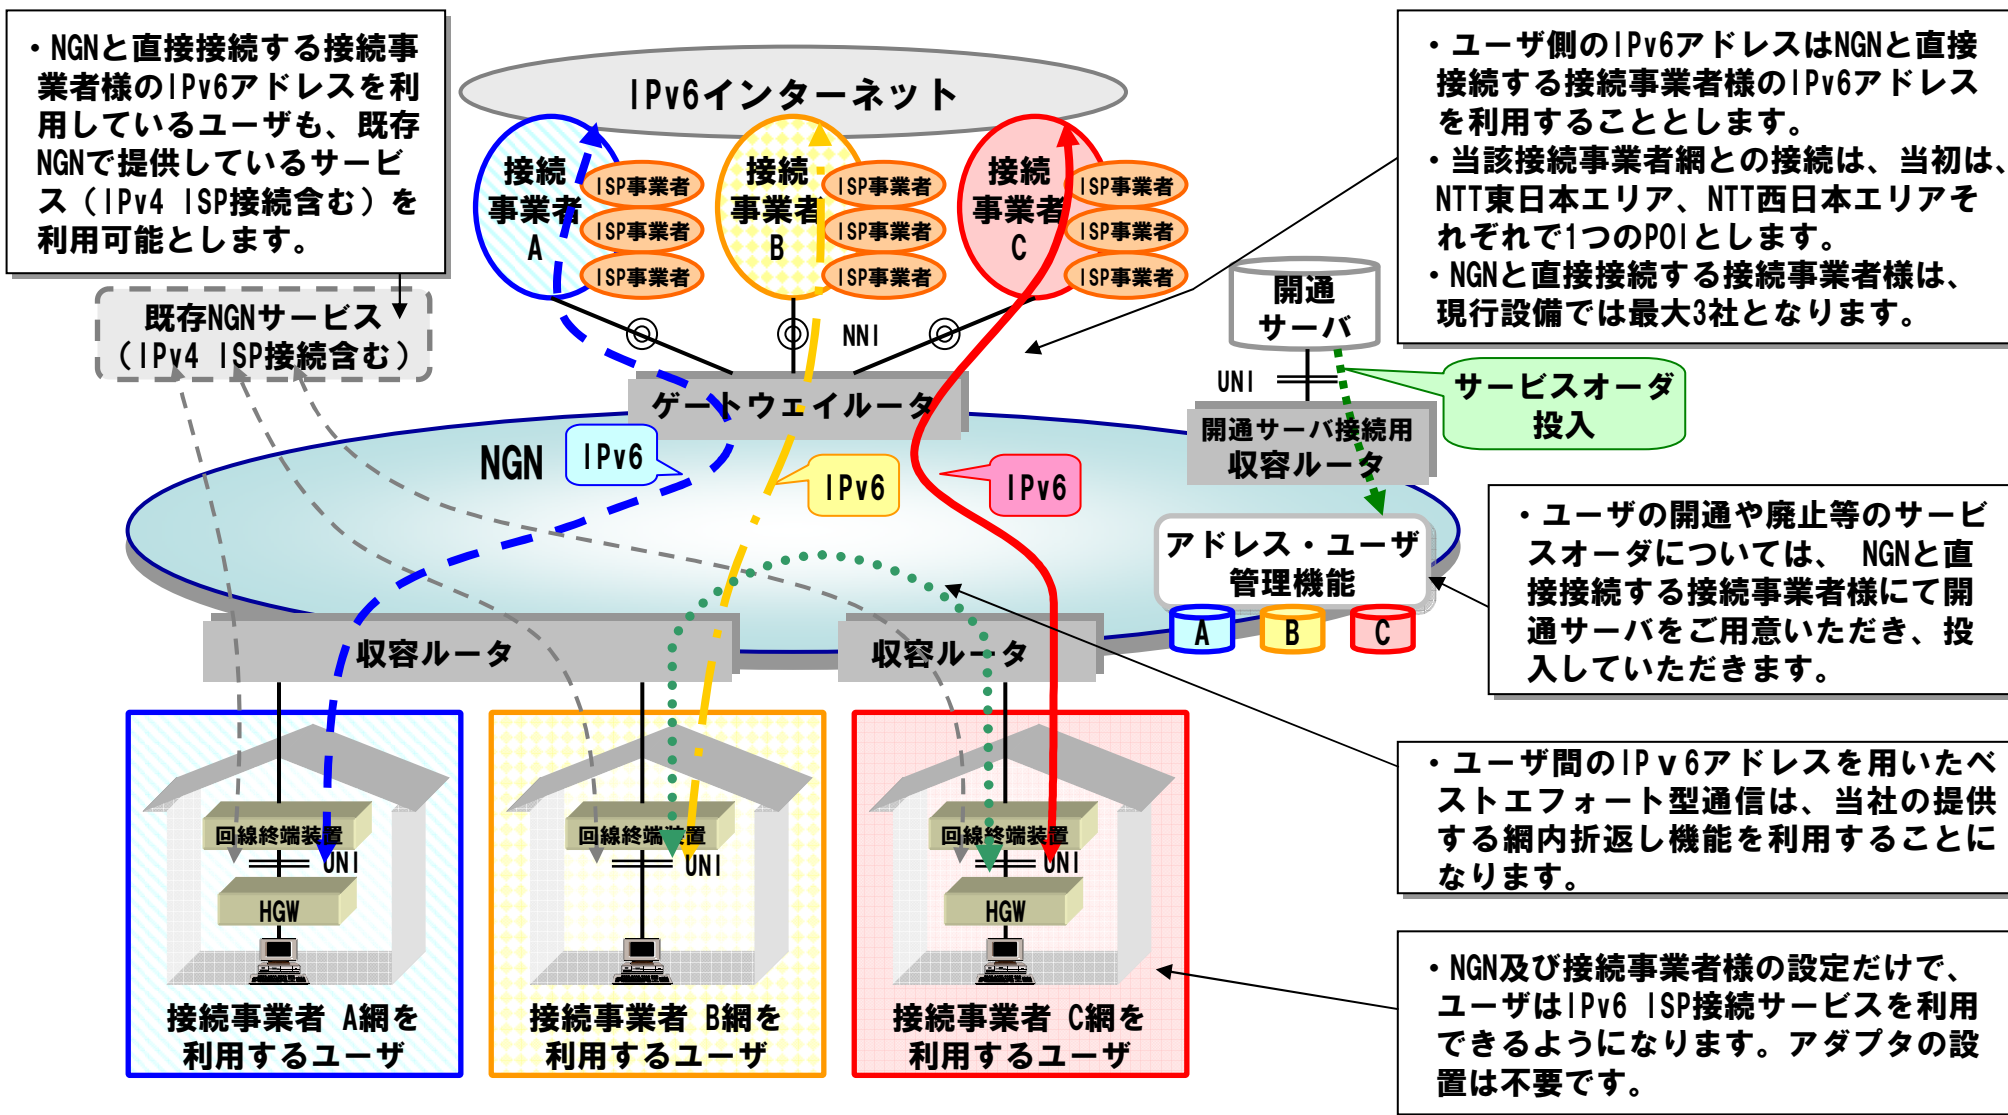 ・NGNと直接接続する接続事
業者様のIPv6アドレスを利
用しているユーザも、既存
NGNで提供しているサービ
ス（IPv4 ISP接続含む）を
利用可能とします。
IPv6インターネット
・ユーザ側のIPv6アドレスはNGNと直接
接続する接続事業者様のIPv6アドレス
を利用することとします。
・当該接続事業者網との接続は、当初は、
NTT東日本エリア、NTT西日本エリアそ
れぞれで1つのPOIとします。
・NGNと直接接続する接続事業者様は、
現行設備では最大3社となります。
接続
事業者
A
ISP事業者
ISP事業者
ISP事業者
接続
事業者
B
ISP事業者
ISP事業者
ISP事業者
接続
事業者
C
ISP事業者
ISP事業者
ISP事業者
既存NGNサービス
（IPv4 ISP接続含む）
NNI
開通
サーバ
UNI
サービスオーダ
投入
ゲートウェイルータ
開通サーバ接続用
収容ルータ
NGN
IPv6
IPv6
IPv6
アドレス・ユーザ
管理機能
A
B
C
・ユーザの開通や廃止等のサービ
スオーダについては、 NGNと直
接接続する接続事業者様にて開
通サーバをご用意いただき、投
入していただきます。
収容ルータ
収容ルータ
・ユーザ間のIPｖ6アドレスを用いたベ
ストエフォート型通信は、当社の提供
する網内折返し機能を利用することに
なります。
回線終端装置
UNI
HGW
接続事業者 A網を
利用するユーザ
回線終端装置
UNI
接続事業者 B網を
利用するユーザ
回線終端装置
UNI
HGW
接続事業者 C網を
利用するユーザ
・NGN及び接続事業者様の設定だけで、
ユーザはIPv6 ISP接続サービスを利用
できるようになります。アダプタの設
置は不要です。